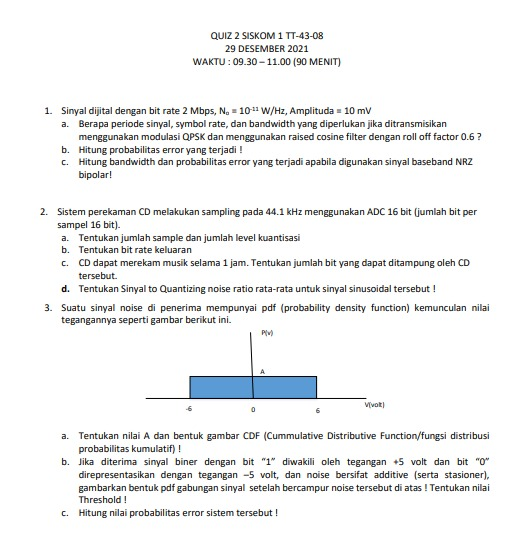 QUIZ 2 SISKOM 1 TT-43-08
29 DESEMBER 2021
WAKTU : 09.30 – 11.00 (90 MENIT)
1. Sinyal dijital dengan bit rate 2 Mbps, Nₒ = 10⁻¹¹ W/Hz, Amplituda = 10 mV
a. Berapa periode sinyal, symbol rate, dan bandwidth yang diperlukan jika ditransmisikan
menggunakan modulasi QPSK dan menggunakan raised cosine filter dengan roll off factor 0.6 ?
b. Hitung probabilitas error yang terjadi !
c. Hitung bandwidth dan probabilitas error yang terjadi apabila digunakan sinyal baseband NRZ
bipolar!
2. Sistem perekaman CD melakukan sampling pada 44.1 kHz menggunakan ADC 16 bit (jumlah bit per
sampel 16 bit).
a. Tentukan jumlah sample dan jumlah level kuantisasi
b. Tentukan bit rate keluaran
c. CD dapat merekam musik selama 1 jam. Tentukan jumlah bit yang dapat ditampung oleh CD
tersebut.
d. Tentukan Sinyal to Quantizing noise ratio rata-rata untuk sinyal sinusoidal tersebut !
3. Suatu sinyal noise di penerima mempunyai pdf (probability density function) kemunculan nilai
tegangannya seperti gambar berikut ini.
P(v)
A
-6 0 6 V(volt)
a. Tentukan nilai A dan bentuk gambar CDF (Cummulative Distributive Function/fungsi distribusi
probabilitas kumulatif) !
b. Jika diterima sinyal biner dengan bit “1” diwakili oleh tegangan +5 volt dan bit “0”
direpresentasikan dengan tegangan –5 volt, dan noise bersifat additive (serta stasioner),
gambarkan bentuk pdf gabungan sinyal setelah bercampur noise tersebut di atas ! Tentukan nilai
Threshold !
c. Hitung nilai probabilitas error sistem tersebut !